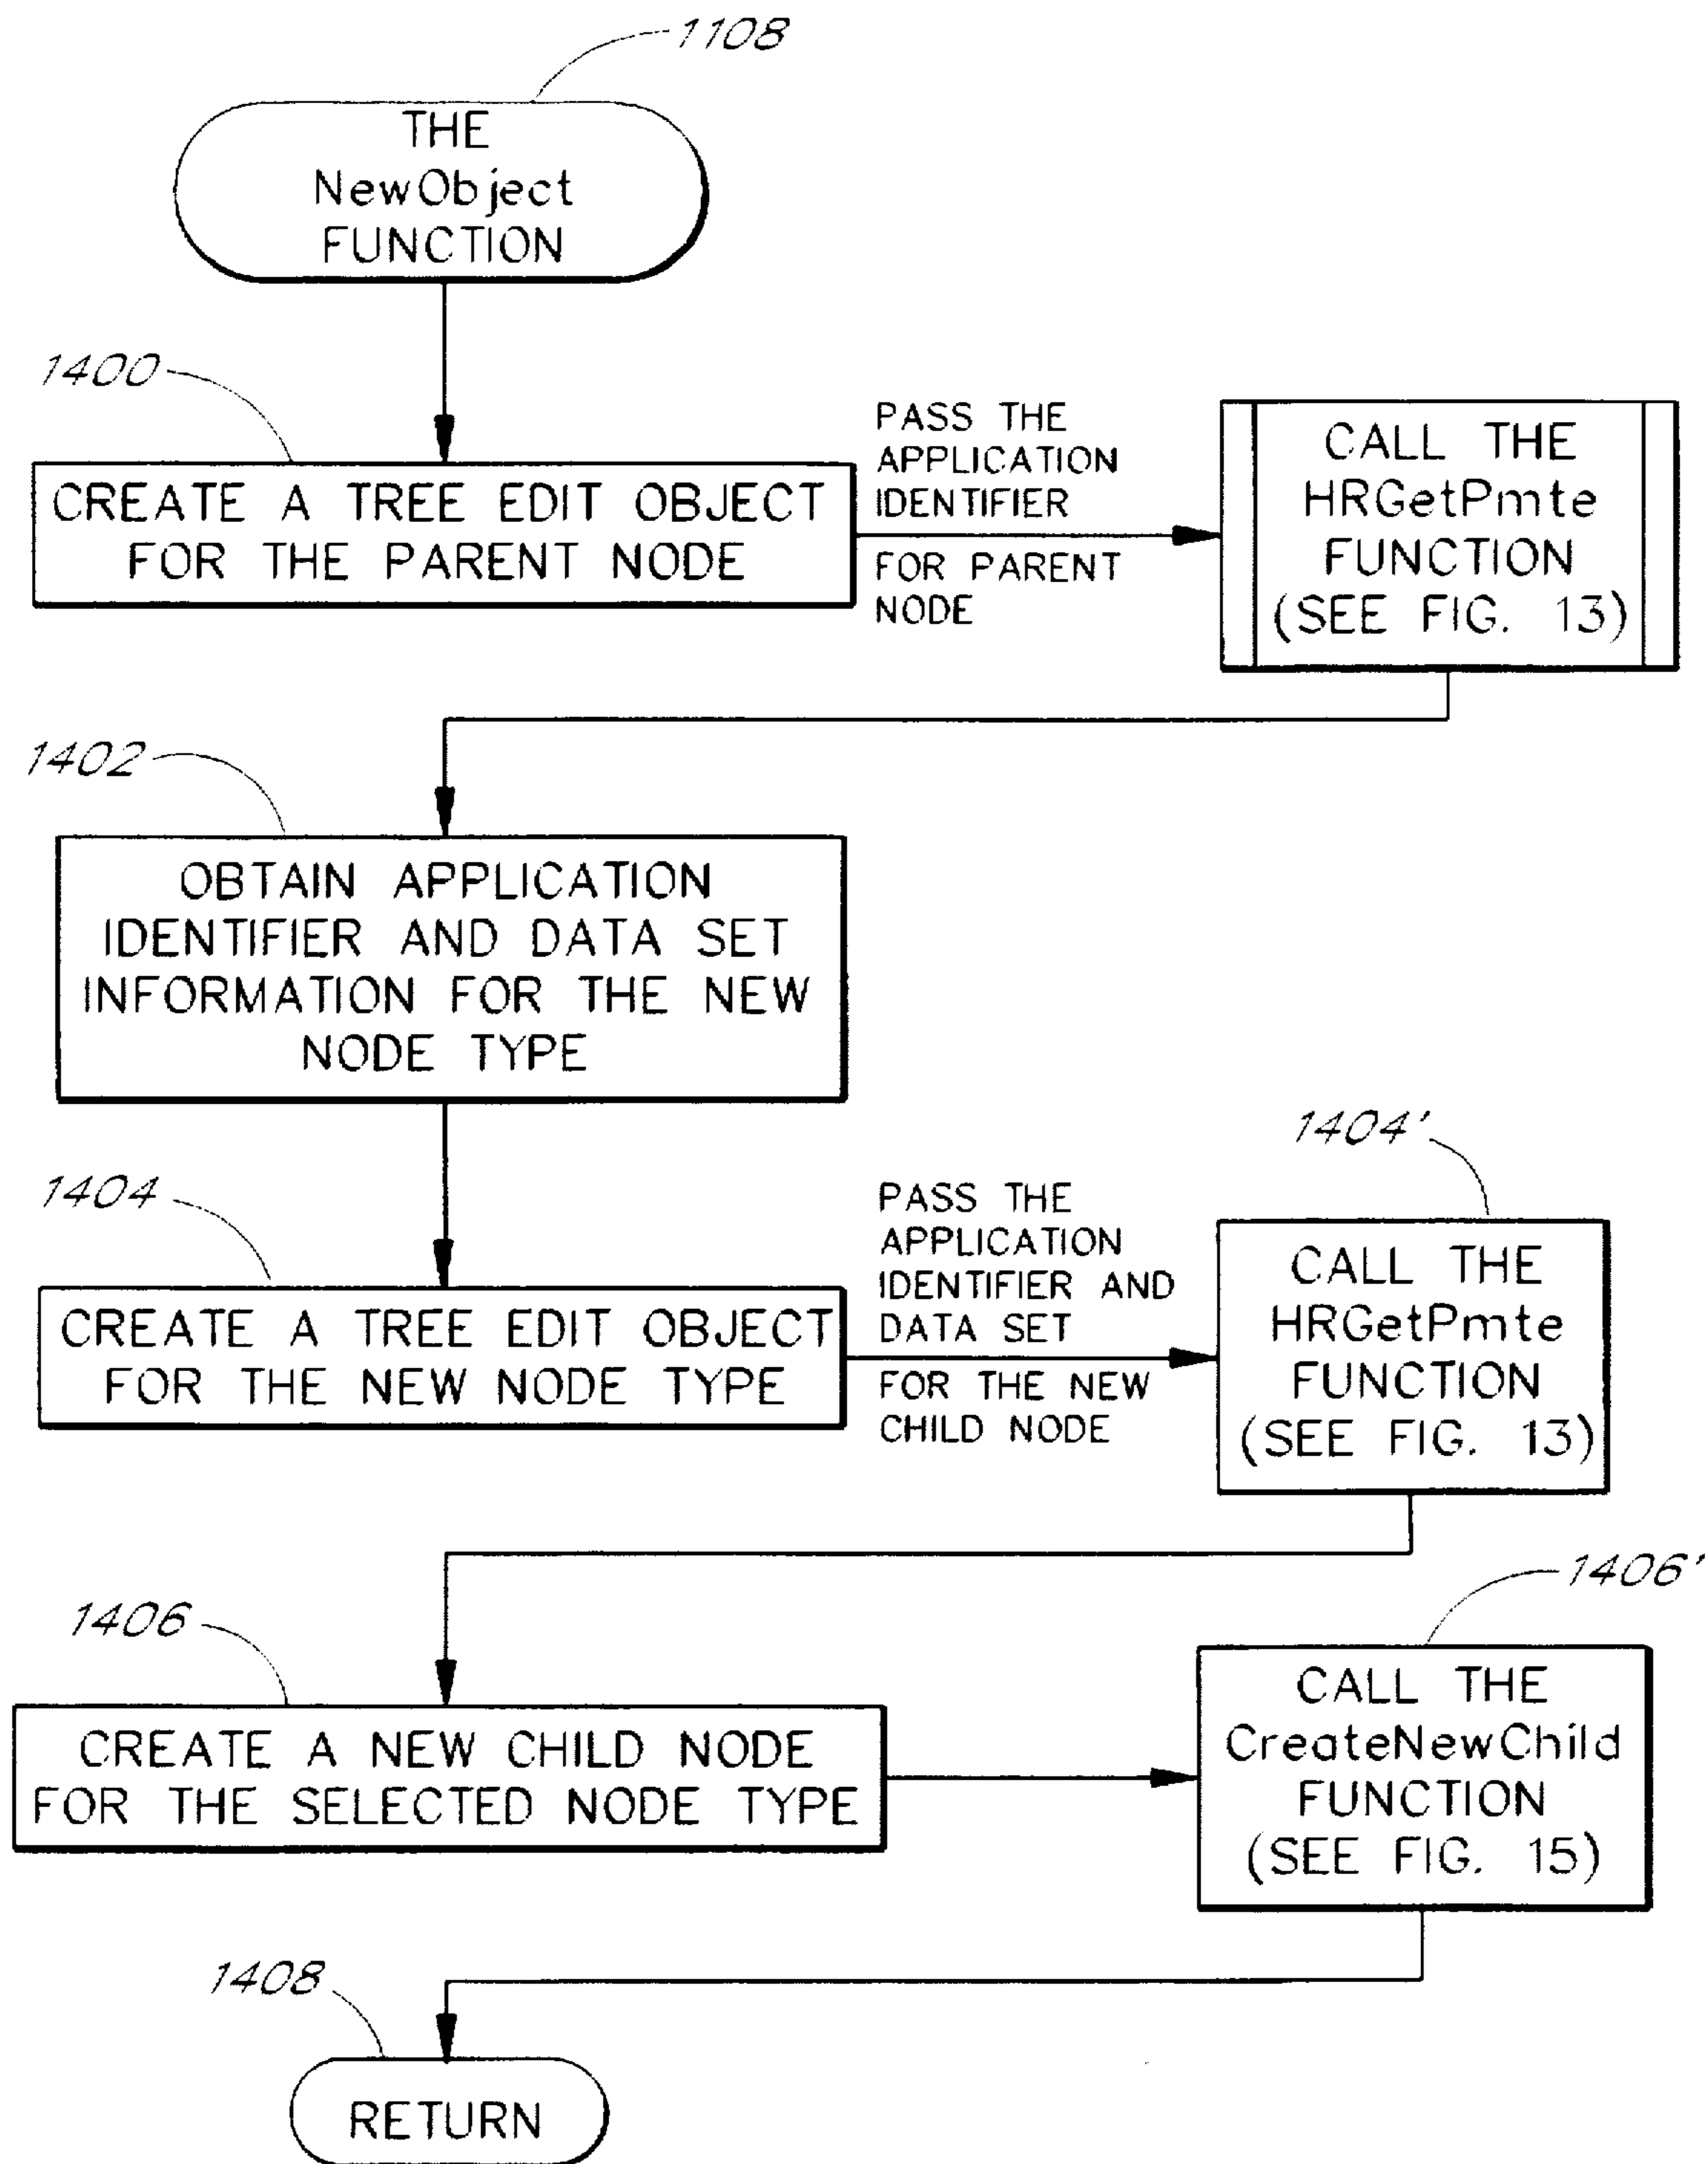 1108
THE
NewObject
FUNCTION
1400
CREATE A TREE EDIT OBJECT
FOR THE PARENT NODE
PASS THE
APPLICATION
IDENTIFIER
FOR PARENT
NODE
CALL THE
HRGetPmte
FUNCTION
(SEE FIG. 13)
1402
OBTAIN APPLICATION
IDENTIFIER AND DATA SET
INFORMATION FOR THE NEW
NODE TYPE
1404
CREATE A TREE EDIT OBJECT
FOR THE NEW NODE TYPE
PASS THE
APPLICATION
IDENTIFIER AND
DATA SET
FOR THE NEW
CHILD NODE
1404'
CALL THE
HRGetPmte
FUNCTION
(SEE FIG. 13)
1406
CREATE A NEW CHILD NODE
FOR THE SELECTED NODE TYPE
1406'
CALL THE
CreateNewChild
FUNCTION
(SEE FIG. 15)
1408
RETURN